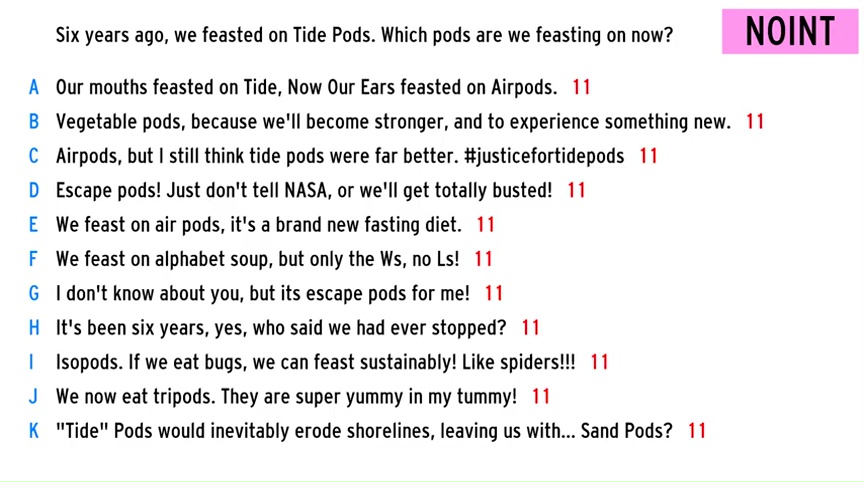 Six years ago, we feasted on Tide Pods. Which pods are we feasting on now?
NOINT
A Our mouths feasted on Tide, Now Our Ears feasted on Airpods. 11
B Vegetable pods, because we'll become stronger, and to experience something new. 11
C Airpods, but I still think tide pods were far better. #justicefortidepods 11
D Escape pods! Just don't tell NASA, or we'll get totally busted! 11
E We feast on air pods, it's a brand new fasting diet. 11
F We feast on alphabet soup, but only the Ws, no Ls! 11
G I don't know about you, but its escape pods for me! 11
H It's been six years, yes, who said we had ever stopped? 11
I Isopods. If we eat bugs, we can feast sustainably! Like spiders!!! 11
J We now eat tripods. They are super yummy in my tummy! 11
K "Tide" Pods would inevitably erode shorelines, leaving us with... Sand Pods? 11